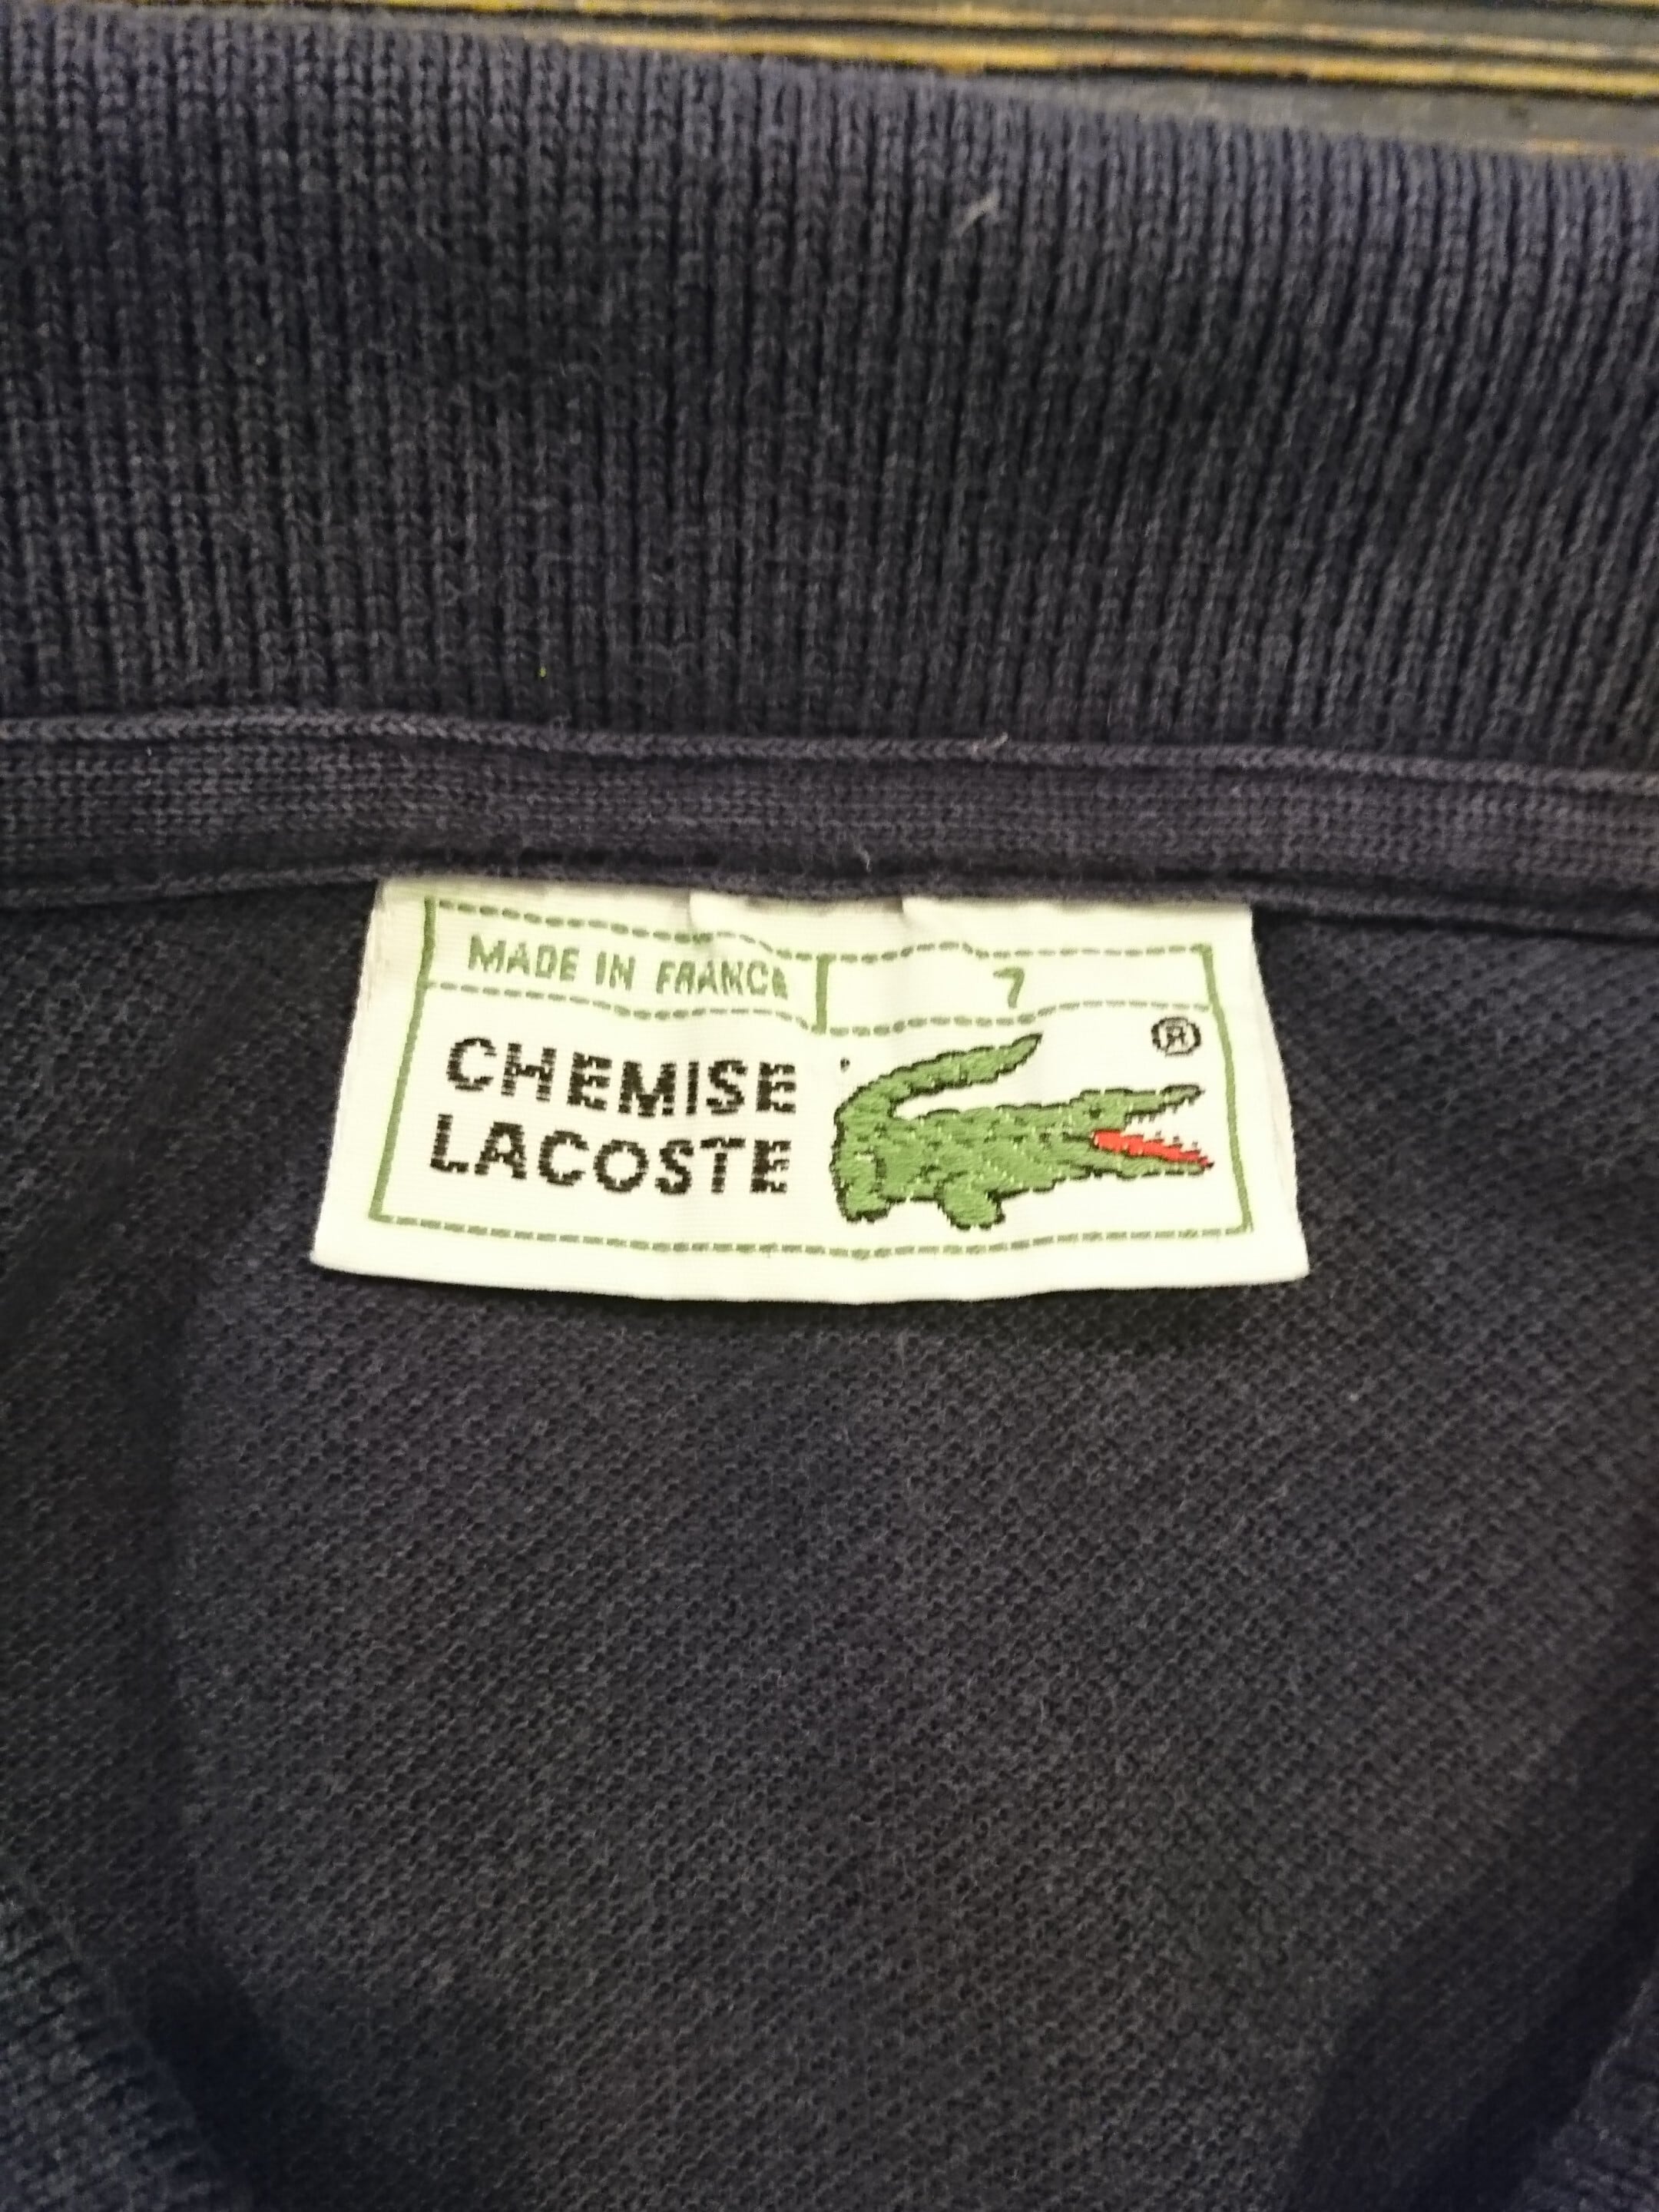 MADE IN FRANCE 7
CHEMISE ®
LACOSTE